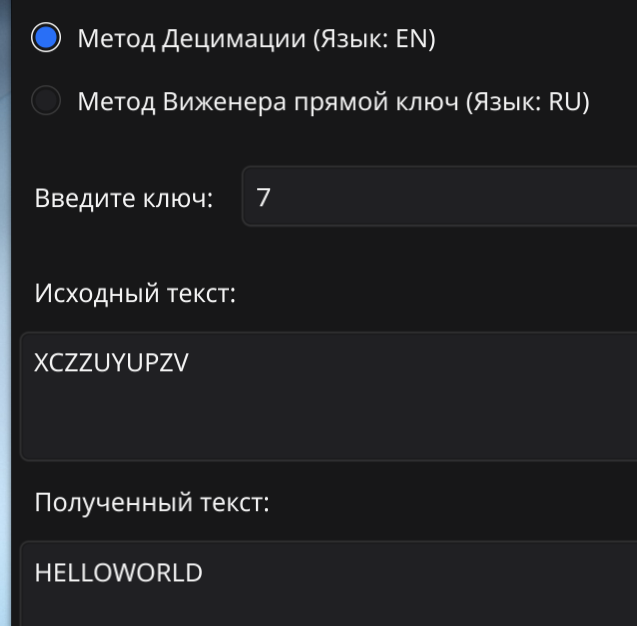 Метод Децимации (Язык: EN)
Метод Виженера прямой ключ (Язык: RU)
Введите ключ: 7
Исходный текст:
XCZZUYUPZV
Полученный текст:
HELLOWORLD